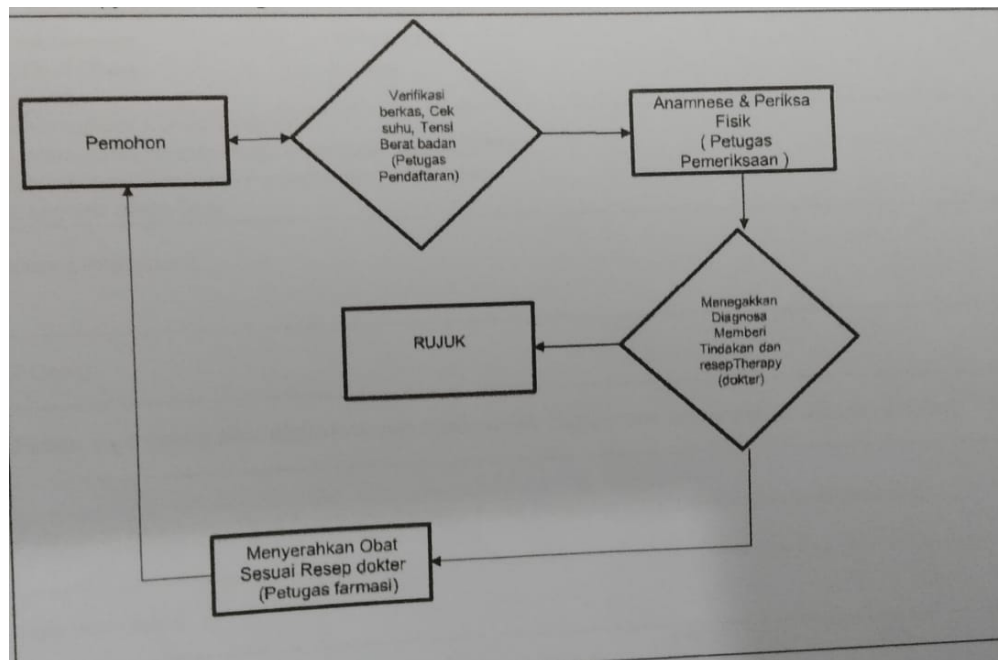 Pemohon
Verifikasi
berkas, Cek
suhu, Tensi
Berat badan
(Petugas
Pendaftaran)
Anamnese & Periksa
Fisik
( Petugas
Pemeriksaan )
Menegakkan
Diagnosa
Memberi
Tindakan dan
resepTherapy
(dokter)
RUJUK
Menyerahkan Obat
Sesuai Resep dokter
(Petugas farmasi)